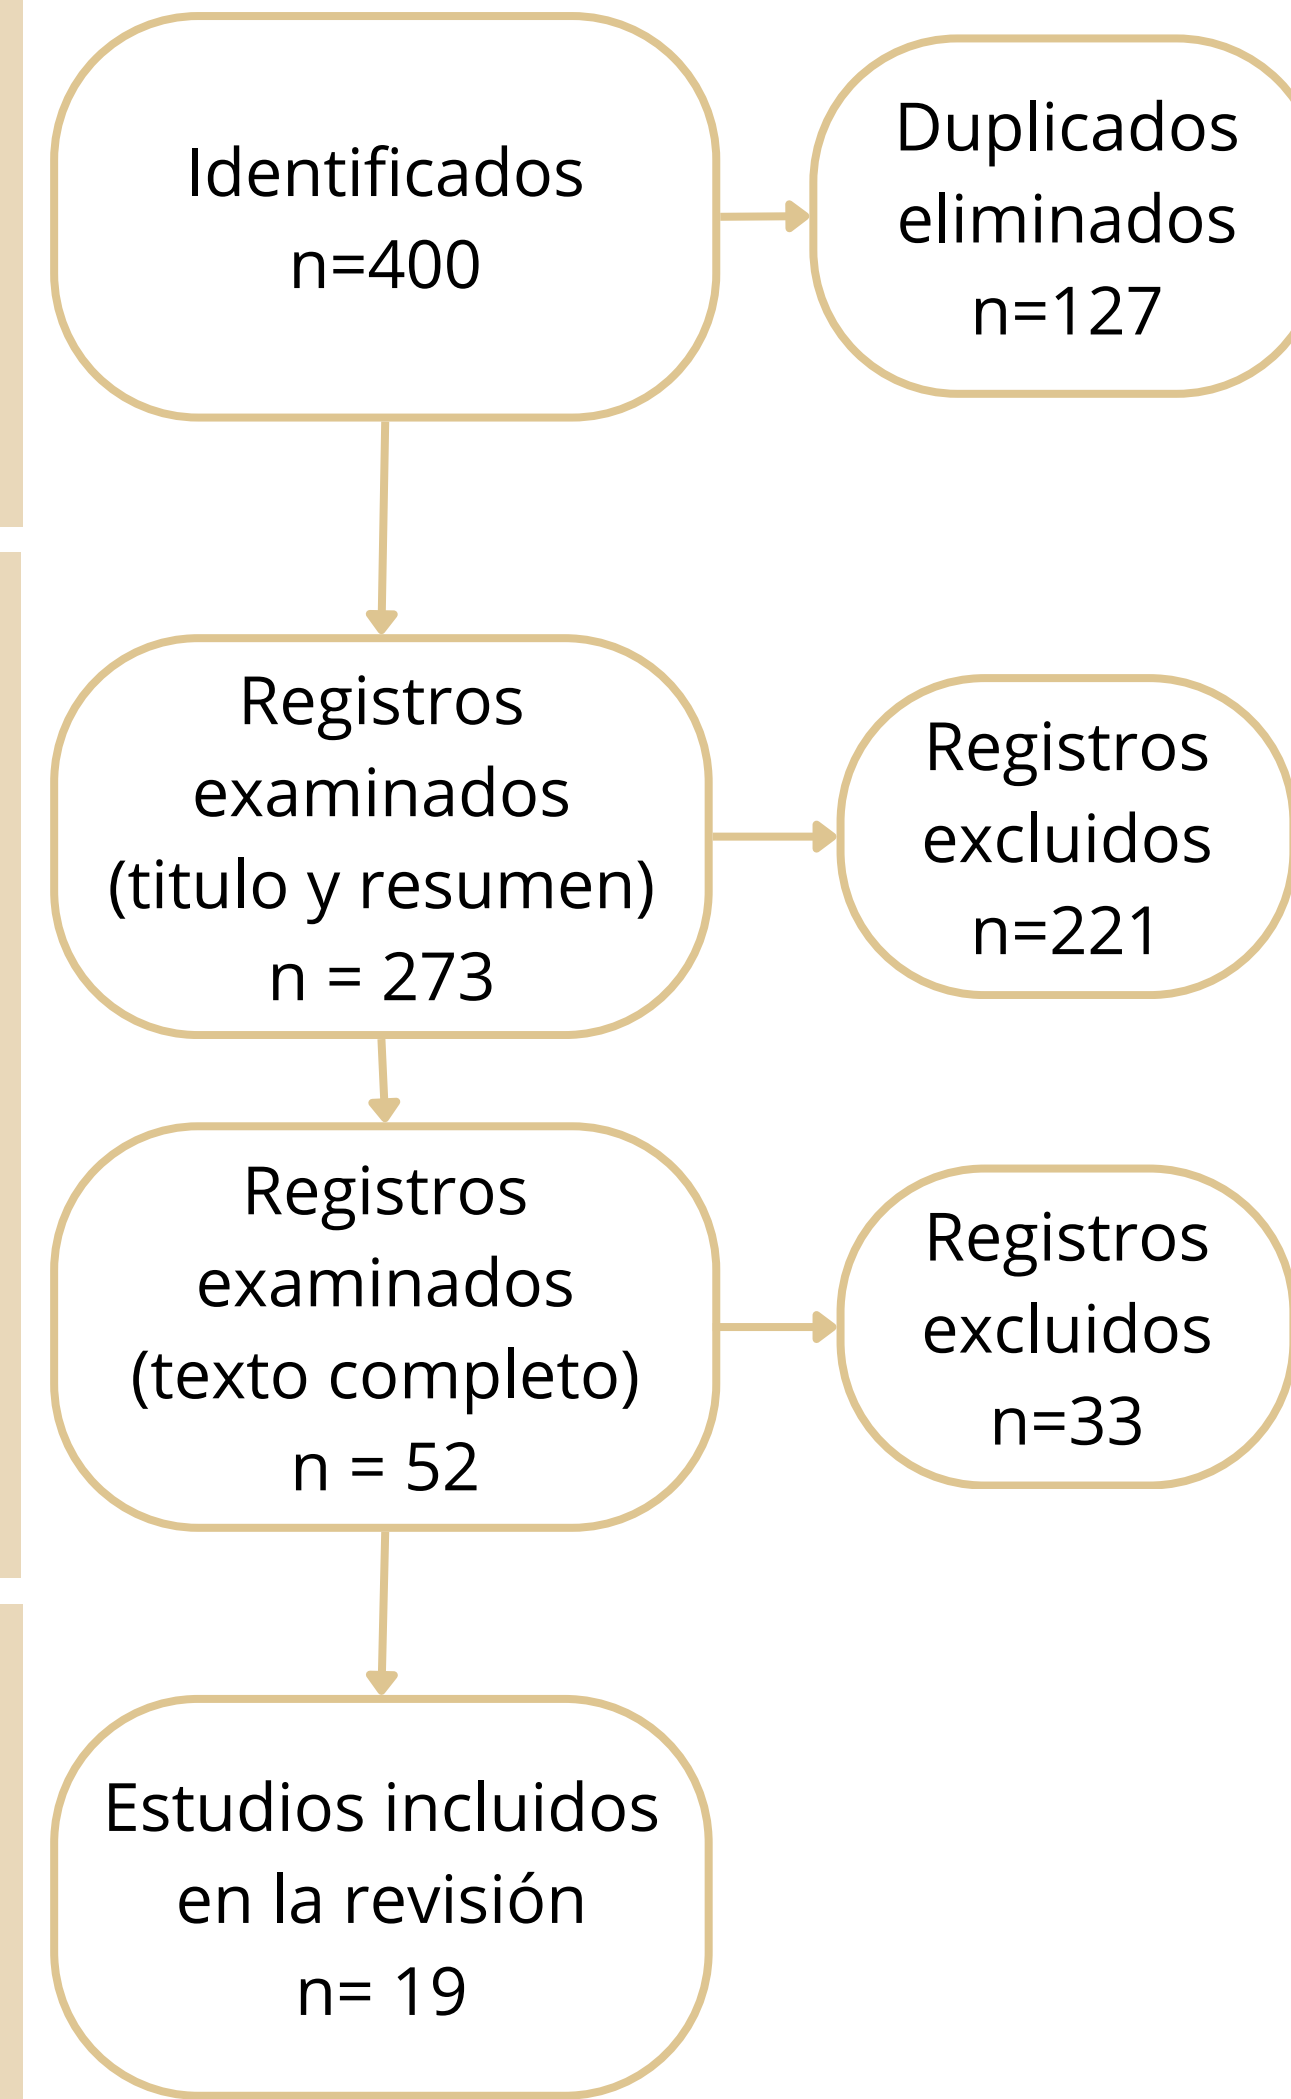 Identificados
n=400
Duplicados
eliminados
n=127
Registros
examinados
(titulo y resumen)
n = 273
Registros
excluidos
n=221
Registros
examinados
(texto completo)
n = 52
Registros
excluidos
n=33
Estudios incluidos
en la revisión
n= 19